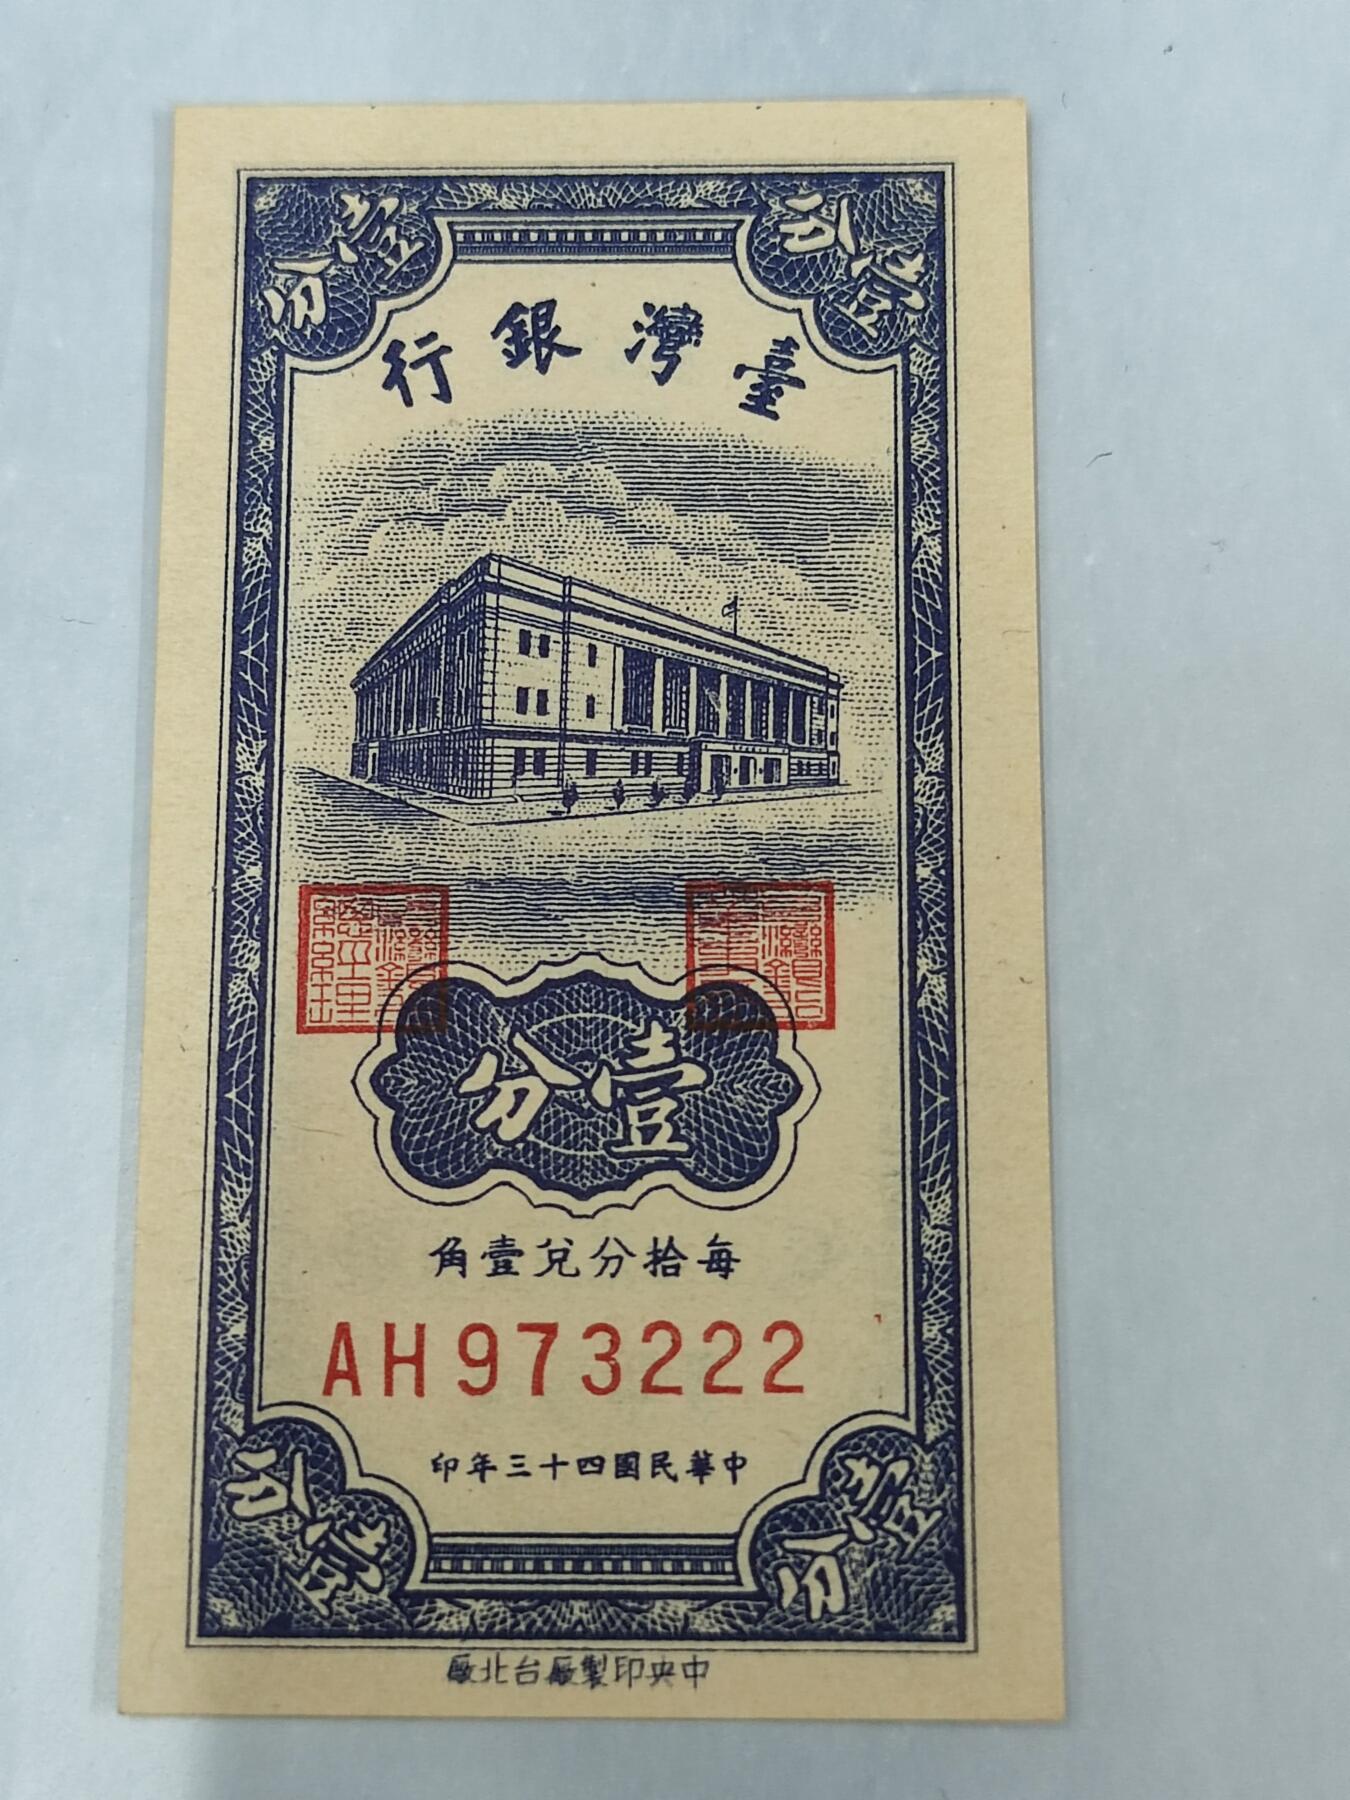 壹分
壹分
臺灣銀行
壹分
每拾分兌壹角
AH973222
中華民國四十三年印
壹分
壹分
中央印製廠台北廠